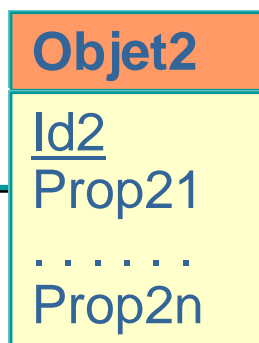 Objet2
Id2
Prop21
. . . . . .
Prop2n